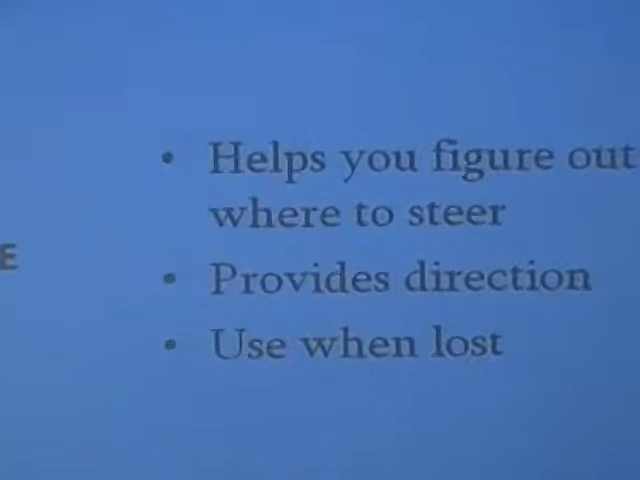 • Helps you figure out
where to steer
E
• Provides direction
• Use when lost